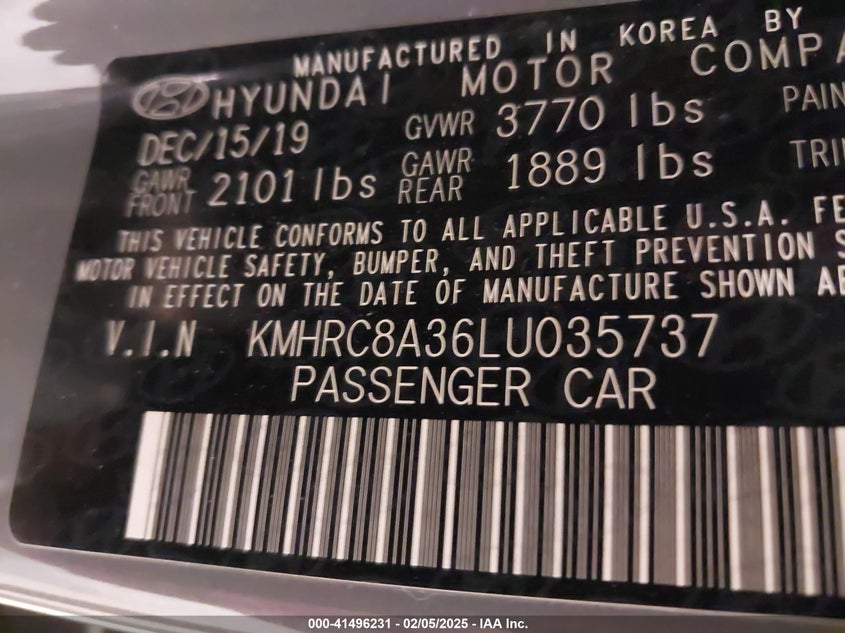 MANUFACTURED IN KOREA BY
HYUNDAI MOTOR COMPA
DEC/15/19 GVWR 3770 lbs PAIN
GAWR FRONT 2101 lbs GAWR REAR 1889 lbs TRI
THIS VEHICLE CONFORMS TO ALL APPLICABLE U.S.A. FE
MOTOR VEHICLE SAFETY, BUMPER, AND THEFT PREVENTION S
IN EFFECT ON THE DATE OF MANUFACTURE SHOWN AB
V.I.N KMHRC8A36LU035737
PASSENGER CAR
000-41496231 - 02/05/2025 - IAA Inc.